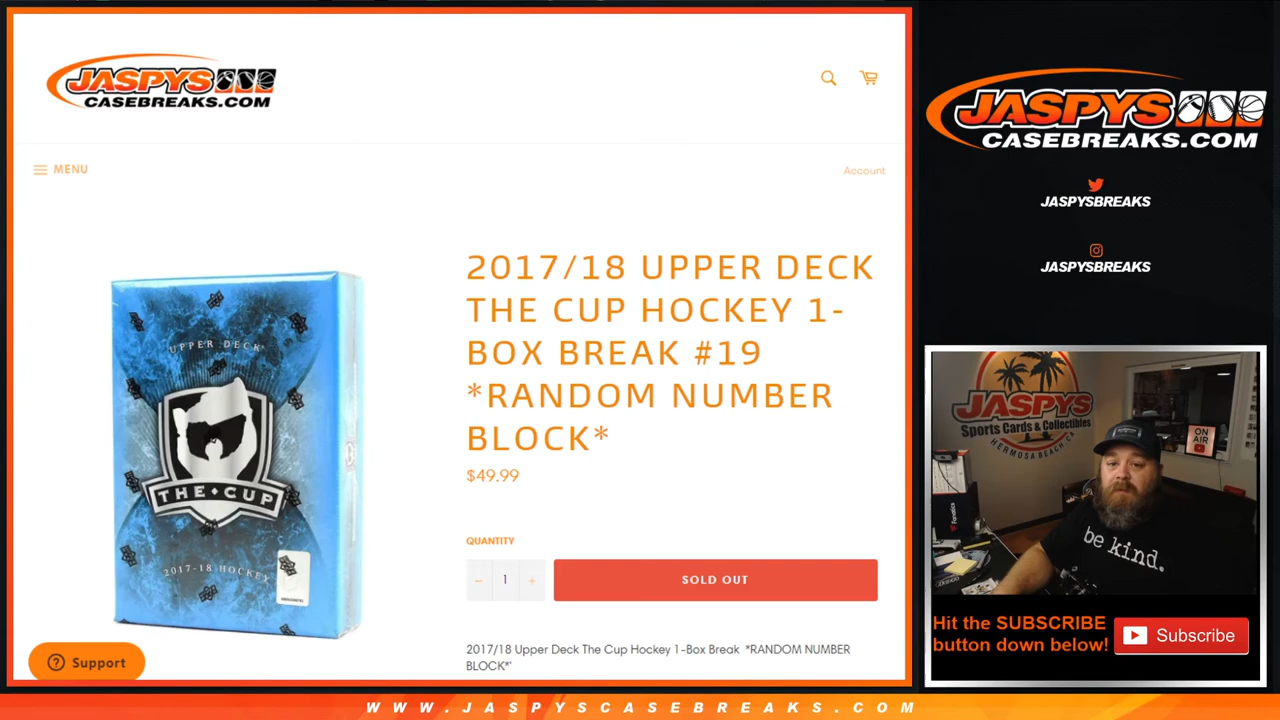 JASPYS
CASEBREAKS.COM
MENU
Account
UPPER DECK
THE CUP
2017-18 HOCKEY
2017/18 UPPER DECK
THE CUP HOCKEY 1-
BOX BREAK #19
*RANDOM NUMBER
BLOCK*
$49.99
QUANTITY
− 1 +
SOLD OUT
2017/18 Upper Deck The Cup Hockey 1-Box Break *RANDOM NUMBER
BLOCK*'
Support
JASPYS
CASEBREAKS.COM
JASPYSBREAKS
JASPYSBREAKS
JASPYS
Sports Cards & Collectibles
HERMOSA BEACH, CA
ON
AIR
Fanatics
be kind.
Hit the SUBSCRIBE
button down below!
Subscribe
WWW.JASPYSCASEBREAKS.COM